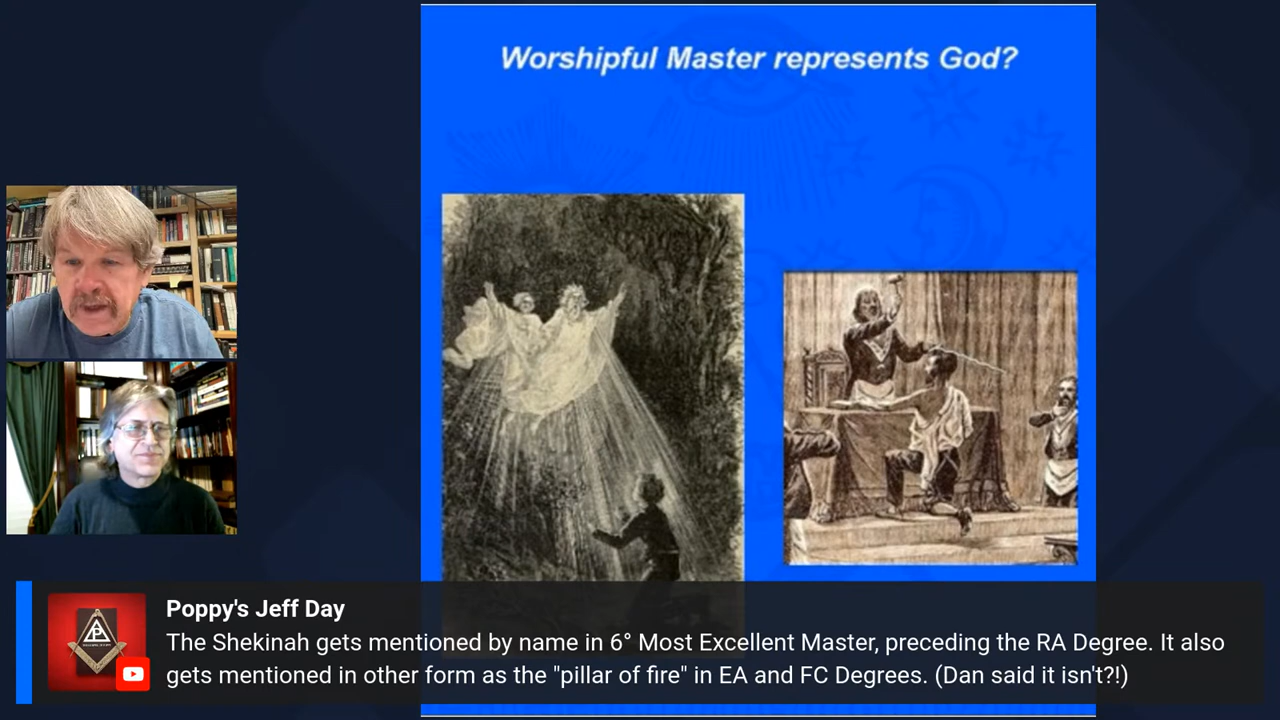 Worshipful Master represents God?
Poppy's Jeff Day
The Shekinah gets mentioned by name in 6° Most Excellent Master, preceding the RA Degree. It also
gets mentioned in other form as the "pillar of fire" in EA and FC Degrees. (Dan said it isn't?!)